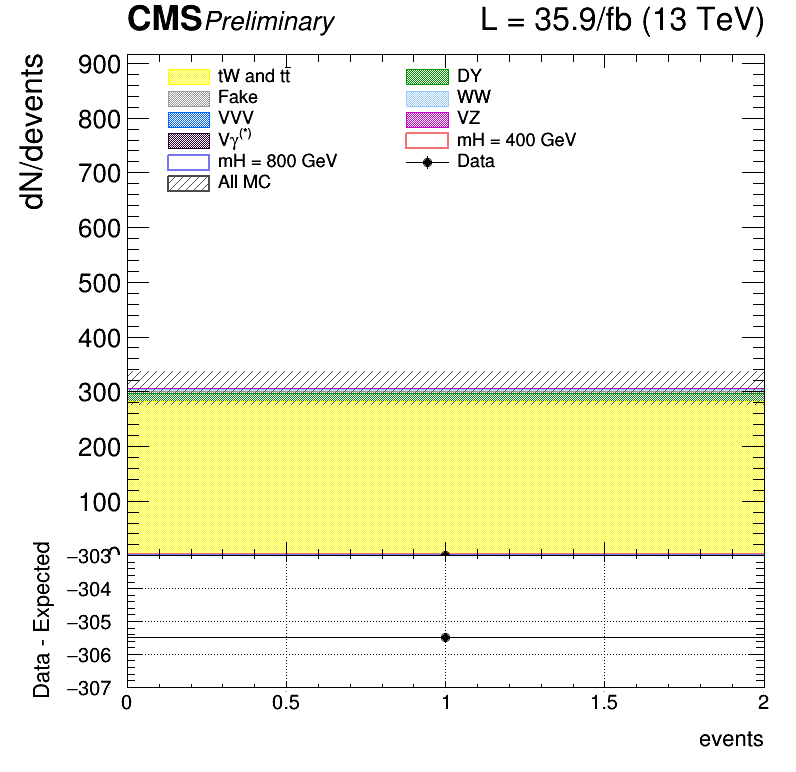 CMS Preliminary L = 35.9/fb (13 TeV)
dN/devents
900
800
700
600
500
400
300
200
100
0
tW and tt̄
DY
Fake
WW
VVV
VZ
Vγ(*)
mH = 400 GeV
mH = 800 GeV
Data
All MC
Data - Expected
−303
−304
−305
−306
−307
0 0.5 1 1.5 2
events